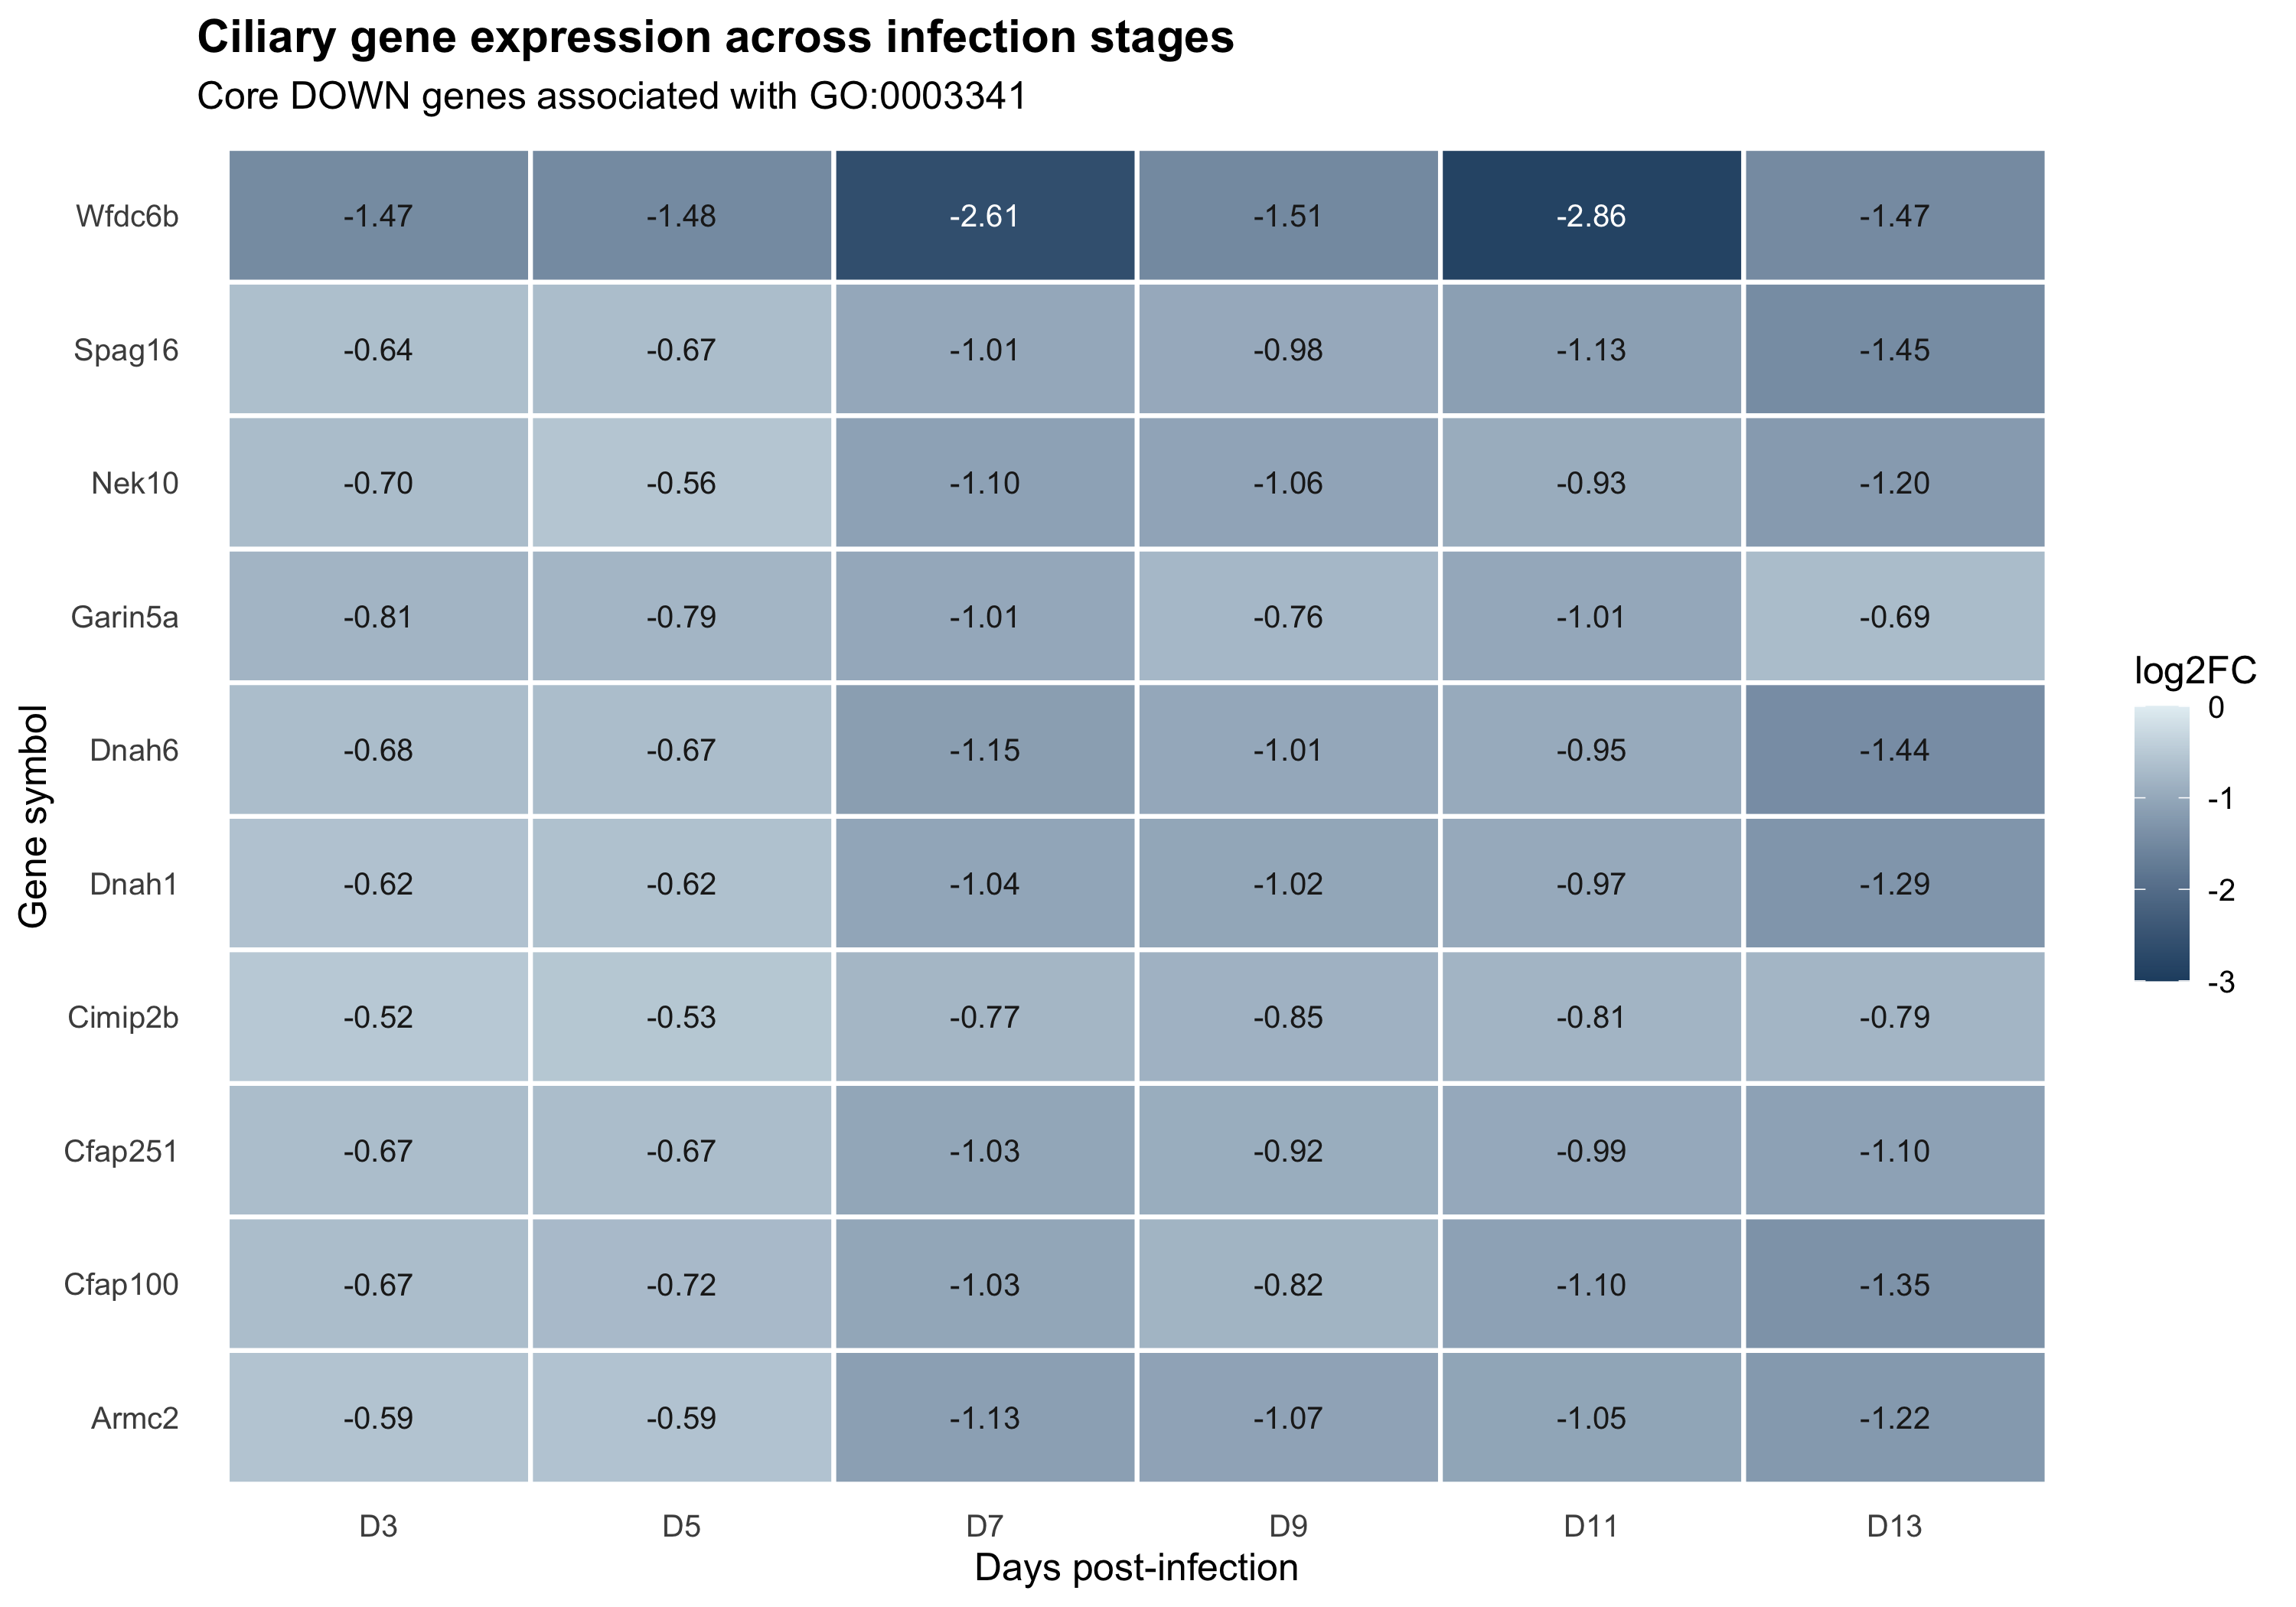 Ciliary gene expression across infection stages
Core DOWN genes associated with GO:0003341
Gene symbol
Wfdc6b -1.47 -1.48 -2.61 -1.51 -2.86 -1.47
Spag16 -0.64 -0.67 -1.01 -0.98 -1.13 -1.45
Nek10 -0.70 -0.56 -1.10 -1.06 -0.93 -1.20
Garin5a -0.81 -0.79 -1.01 -0.76 -1.01 -0.69
Dnah6 -0.68 -0.67 -1.15 -1.01 -0.95 -1.44
Dnah1 -0.62 -0.62 -1.04 -1.02 -0.97 -1.29
Cimip2b -0.52 -0.53 -0.77 -0.85 -0.81 -0.79
Cfap251 -0.67 -0.67 -1.03 -0.92 -0.99 -1.10
Cfap100 -0.67 -0.72 -1.03 -0.82 -1.10 -1.35
Armc2 -0.59 -0.59 -1.13 -1.07 -1.05 -1.22
D3 D5 D7 D9 D11 D13
Days post-infection
log2FC
0
-1
-2
-3